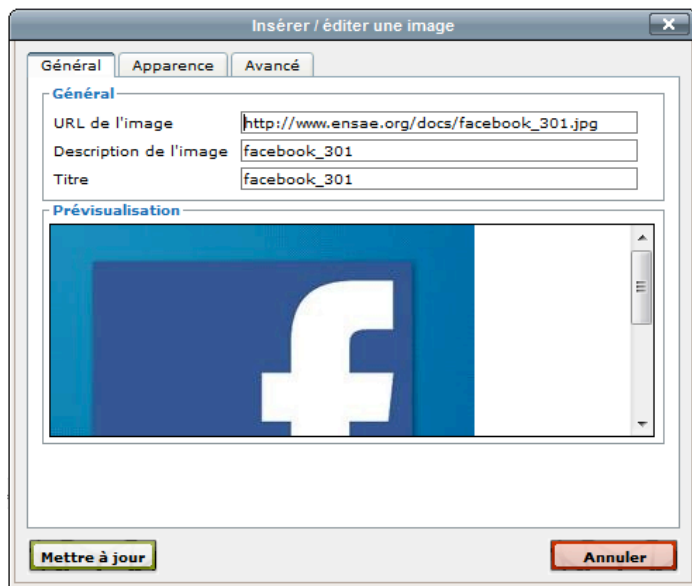 Insérer / éditer une image
Général Apparence Avancé
Général
URL de l'image http://www.ensae.org/docs/facebook_301.jpg
Description de l'image facebook_301
Titre facebook_301
Prévisualisation
f
Mettre à jour Annuler